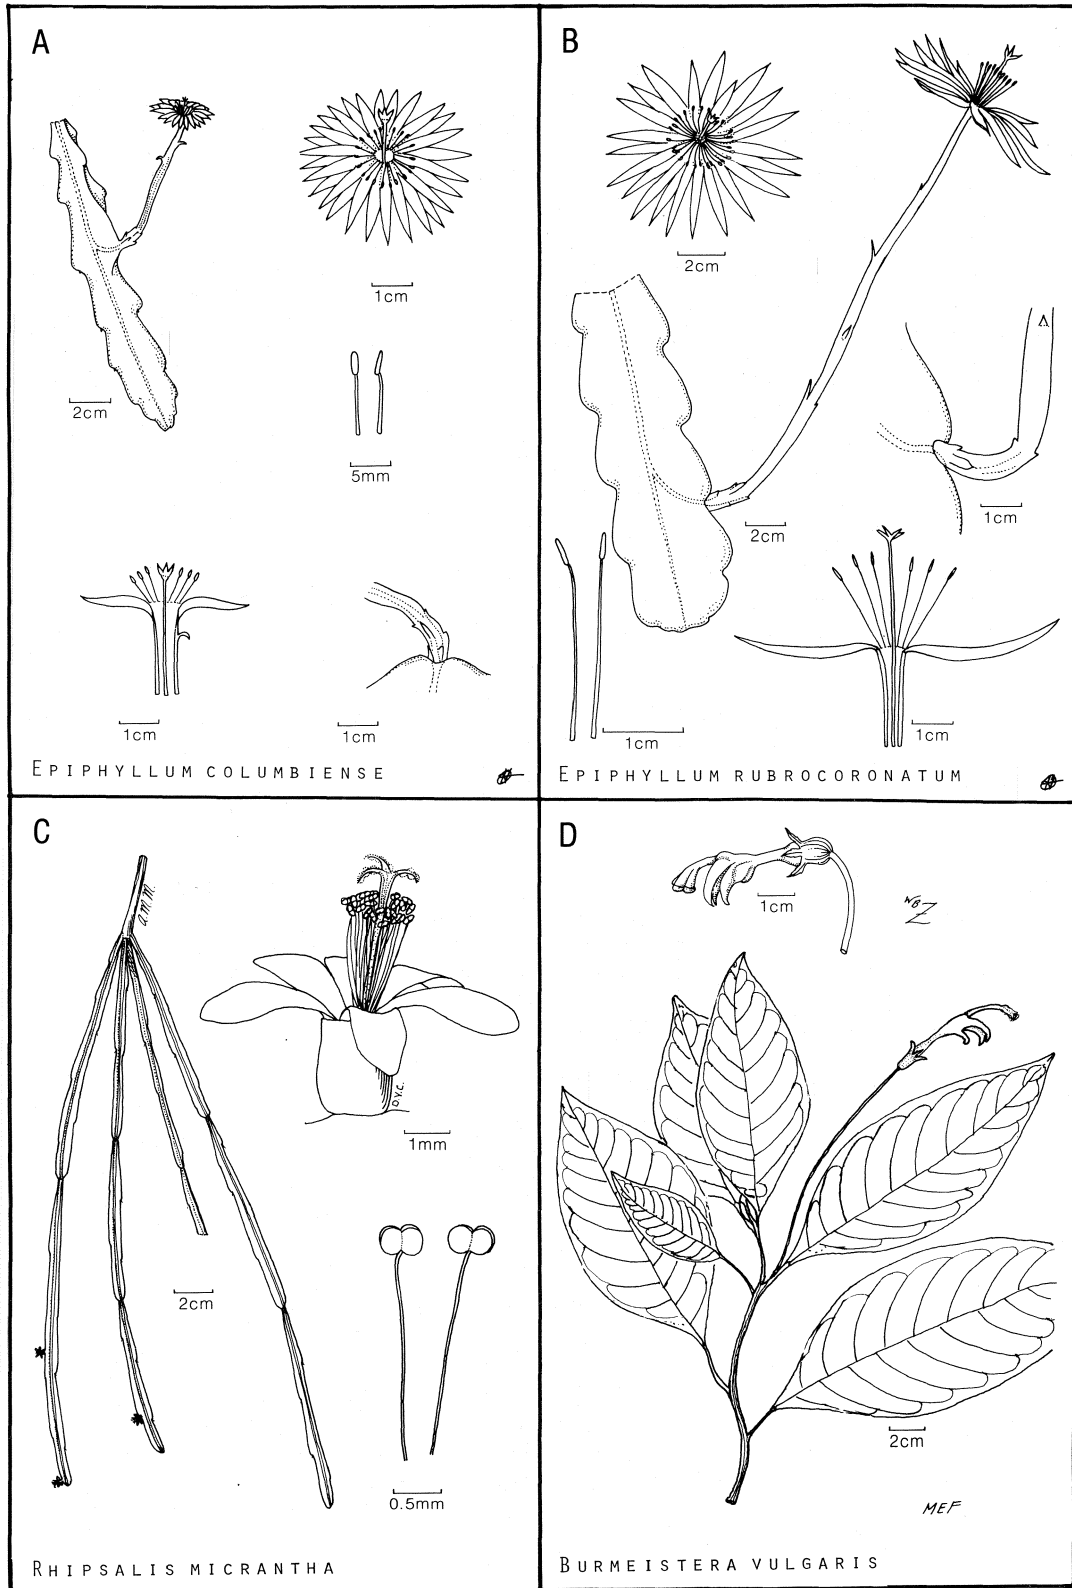 A
1cm
2cm
5mm
1cm
1cm
EPIPHYLLUM COLUMBIENSE
B
2cm
2cm
1cm
1cm
1cm
EPIPHYLLUM RUBROCORONATUM
C
a.m.m.
D.Y.C.
1mm
2cm
0.5mm
RHIPSALIS MICRANTHA
D
1cm
WBZ
2cm
MEF
BURMEISTERA VULGARIS